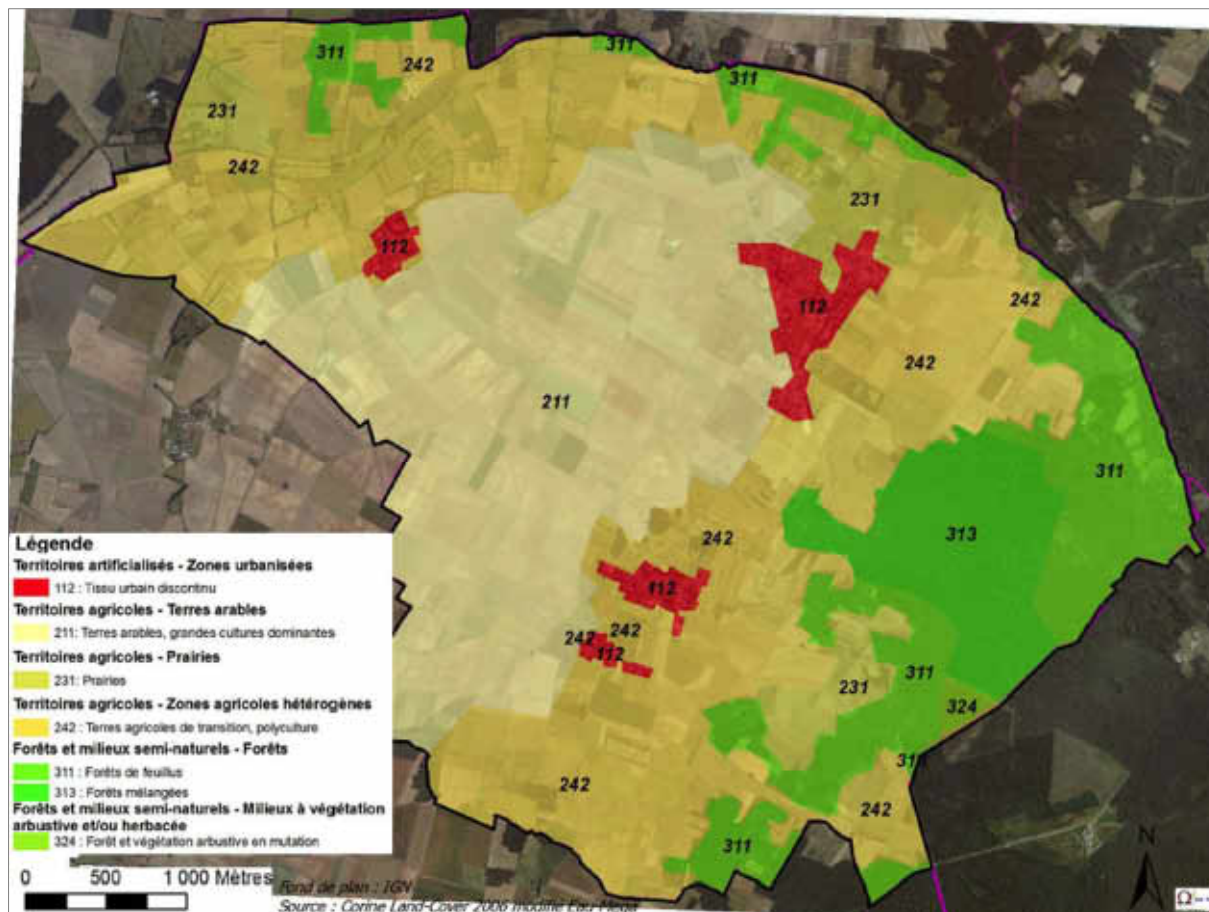 311
242
311
311
231
242
231
112
112
242
242
211
311
313
242
112
242
242
112
311
231
324
311
242
242
311
Légende
Territoires artificialisés - Zones urbanisées
112 : Tissu urbain discontinu
Territoires agricoles - Terres arables
211: Terres arables, grandes cultures dominantes
Territoires agricoles - Prairies
231: Prairies
Territoires agricoles - Zones agricoles hétérogènes
242 : Terres agricoles de transition, polyculture
Forêts et milieux semi-naturels - Forêts
311 : Forêts de feuillus
313 : Forêts mélangées
Forêts et milieux semi-naturels - Milieux à végétation
arbustive et/ou herbacée
324 : Forêt et végétation arbustive en mutation
0 500 1 000 Mètres
N
Fond de plan : IGN
Source : Corine Land-Cover 2006 modifié Eau-Méga